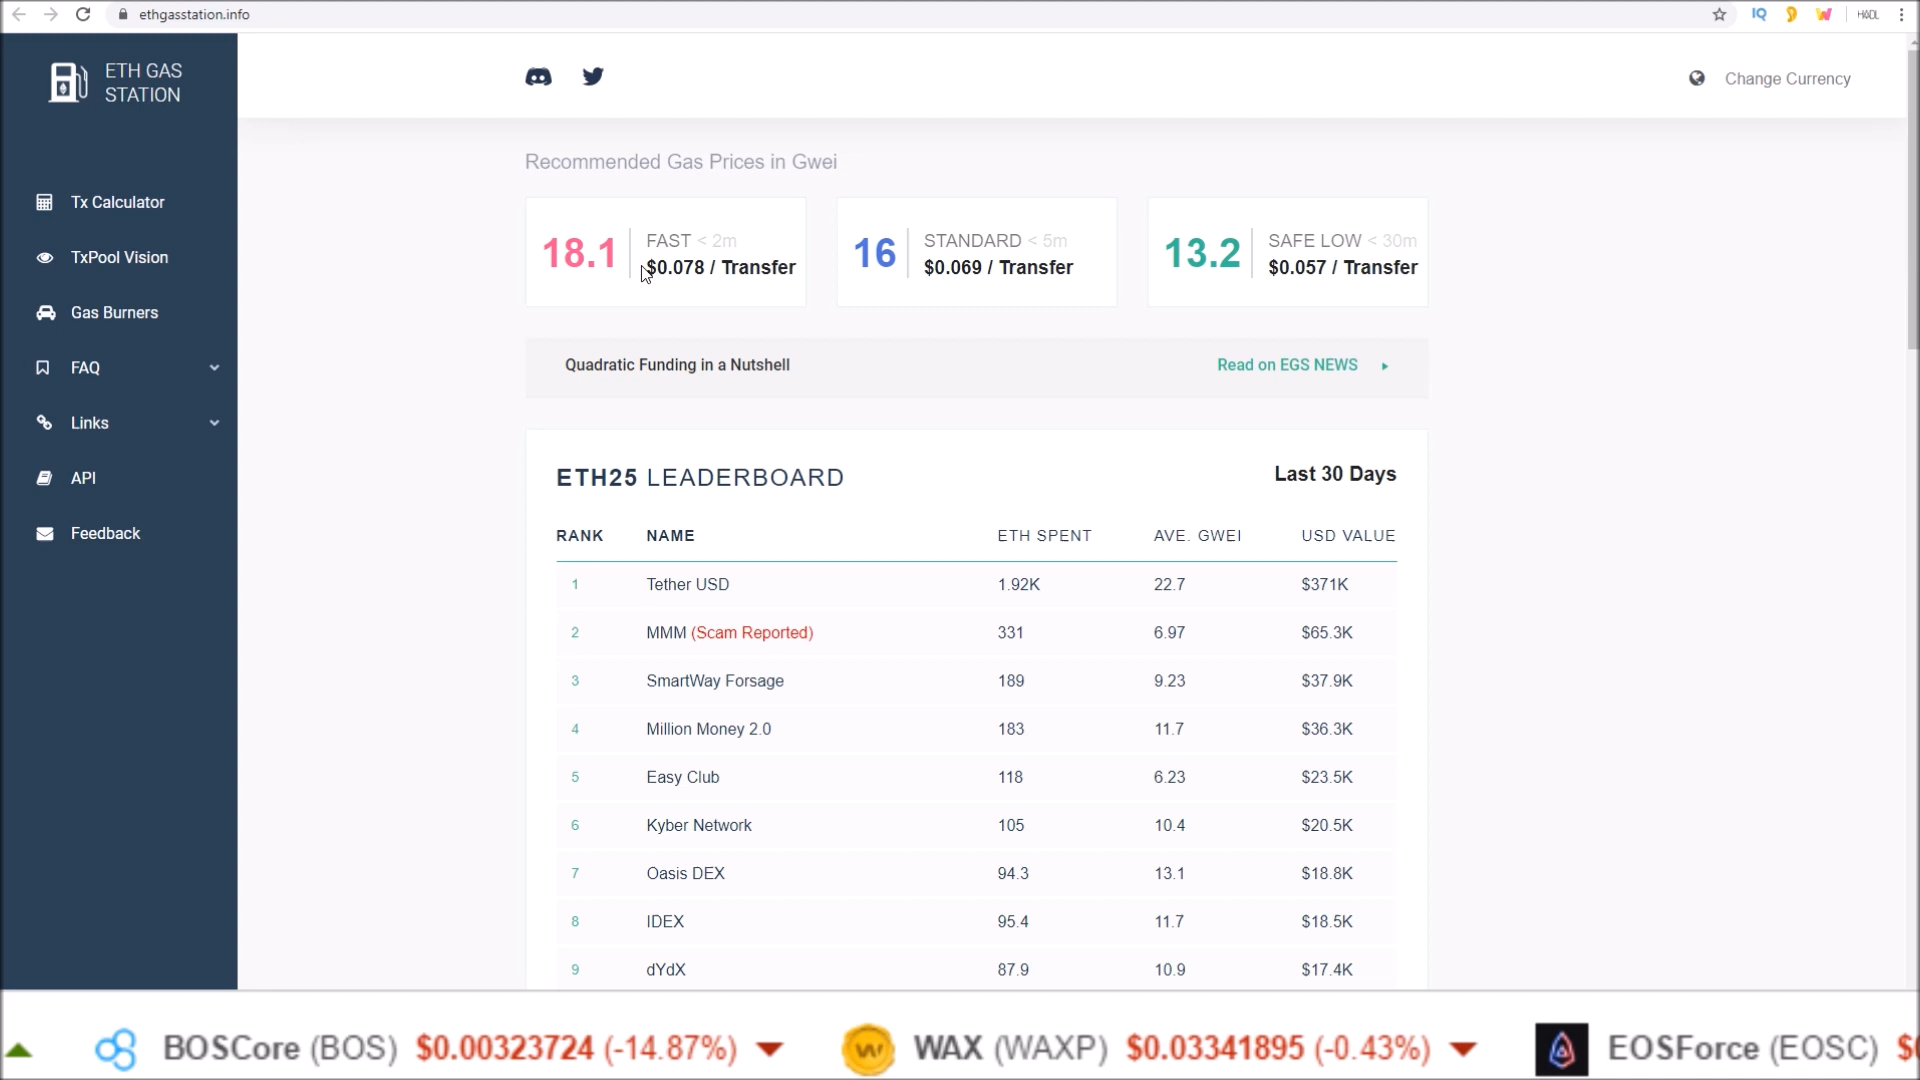 ethgasstation.info
IQ
HODL
ETH GAS
STATION
Change Currency
Tx Calculator
TxPool Vision
Gas Burners
FAQ
Links
API
Feedback
Recommended Gas Prices in Gwei
18.1
FAST < 2m
$0.078 / Transfer
16
STANDARD < 5m
$0.069 / Transfer
13.2
SAFE LOW < 30m
$0.057 / Transfer
Quadratic Funding in a Nutshell Read on EGS NEWS
ETH25 LEADERBOARD Last 30 Days
RANK NAME ETH SPENT AVE. GWEI USD VALUE
1 Tether USD 1.92K 22.7 $371K
2 MMM (Scam Reported) 331 6.97 $65.3K
3 SmartWay Forsage 189 9.23 $37.9K
4 Million Money 2.0 183 11.7 $36.3K
5 Easy Club 118 6.23 $23.5K
6 Kyber Network 105 10.4 $20.5K
7 Oasis DEX 94.3 13.1 $18.8K
8 IDEX 95.4 11.7 $18.5K
9 dYdX 87.9 10.9 $17.4K
BOSCore (BOS) $0.00323724 (-14.87%) WAX (WAXP) $0.03341895 (-0.43%) EOSForce (EOSC)